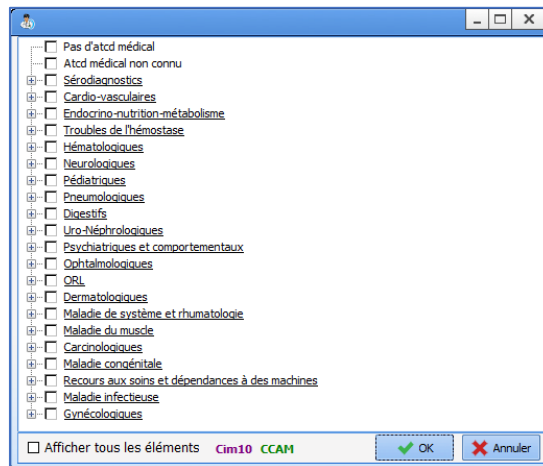 Pas d'atcd médical
Atcd médical non connu
Sérodiagnostics
Cardio-vasculaires
Endocrino-nutrition-métabolisme
Troubles de l'hémostase
Hématologiques
Neurologiques
Pédiatriques
Pneumologiques
Digestifs
Uro-Néphrologiques
Psychiatriques et comportementaux
Ophtalmologiques
ORL
Dermatologiques
Maladie de système et rhumatologie
Maladie du muscle
Carcinologiques
Maladie congénitale
Recours aux soins et dépendances à des machines
Maladie infectieuse
Gynécologiques
Afficher tous les éléments Cim10 CCAM OK Annuler